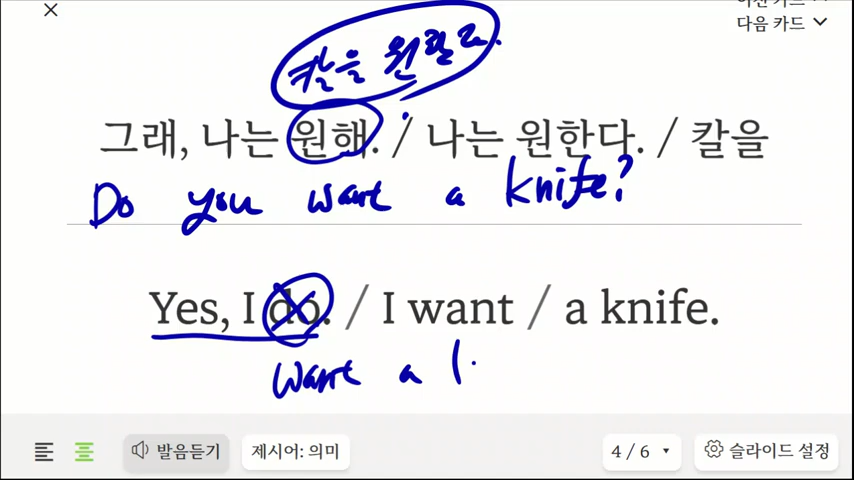 다음 카드
칼을 원한다.
그래, 나는 원해. / 나는 원한다. / 칼을
Do you want a knife?
Yes, I do. / I want / a knife.
want a
발음듣기 제시어: 의미 4 / 6 슬라이드 설정